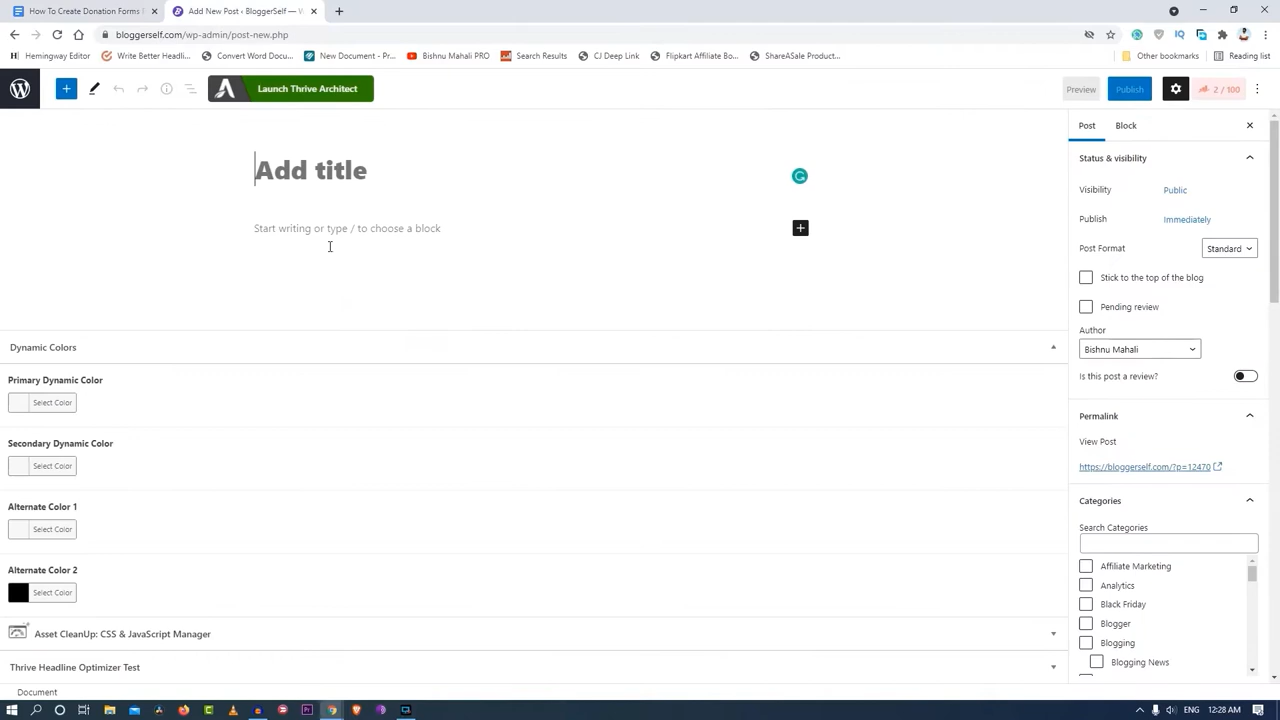 How To Create Donation Forms
Add New Post ‹ BloggerSelf — W
bloggerself.com/wp-admin/post-new.php
Hemingway Editor
Write Better Headli...
Convert Word Docu...
New Document - Pr...
Bishnu Mahali PRO
Search Results
CJ Deep Link
Flipkart Affiliate Bo...
ShareASale Produc...
Other bookmarks
Reading list
Launch Thrive Architect
Preview
Publish
2 / 100
Post
Block
Add title
Start writing or type / to choose a block
Status & visibility
Visibility
Public
Publish
Immediately
Post Format
Standard
Stick to the top of the blog
Pending review
Author
Bishnu Mahali
Is this post a review?
Permalink
View Post
https://bloggerself.com/?p=12470
Categories
Search Categories
Affiliate Marketing
Analytics
Black Friday
Blogger
Blogging
Blogging News
Dynamic Colors
Primary Dynamic Color
Select Color
Secondary Dynamic Color
Select Color
Alternate Color 1
Select Color
Alternate Color 2
Select Color
Asset CleanUp: CSS & JavaScript Manager
Thrive Headline Optimizer Test
Document
ENG
12:28 AM